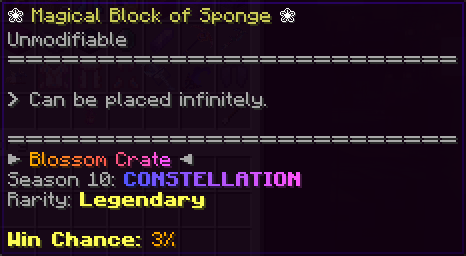 ❀ Magical Block of Sponge ❀
Unmodifiable
==============================
> Can be placed infinitely.
==============================
► Blossom Crate ◄
Season 10: CONSTELLATION
Rarity: Legendary
Win Chance: 3%